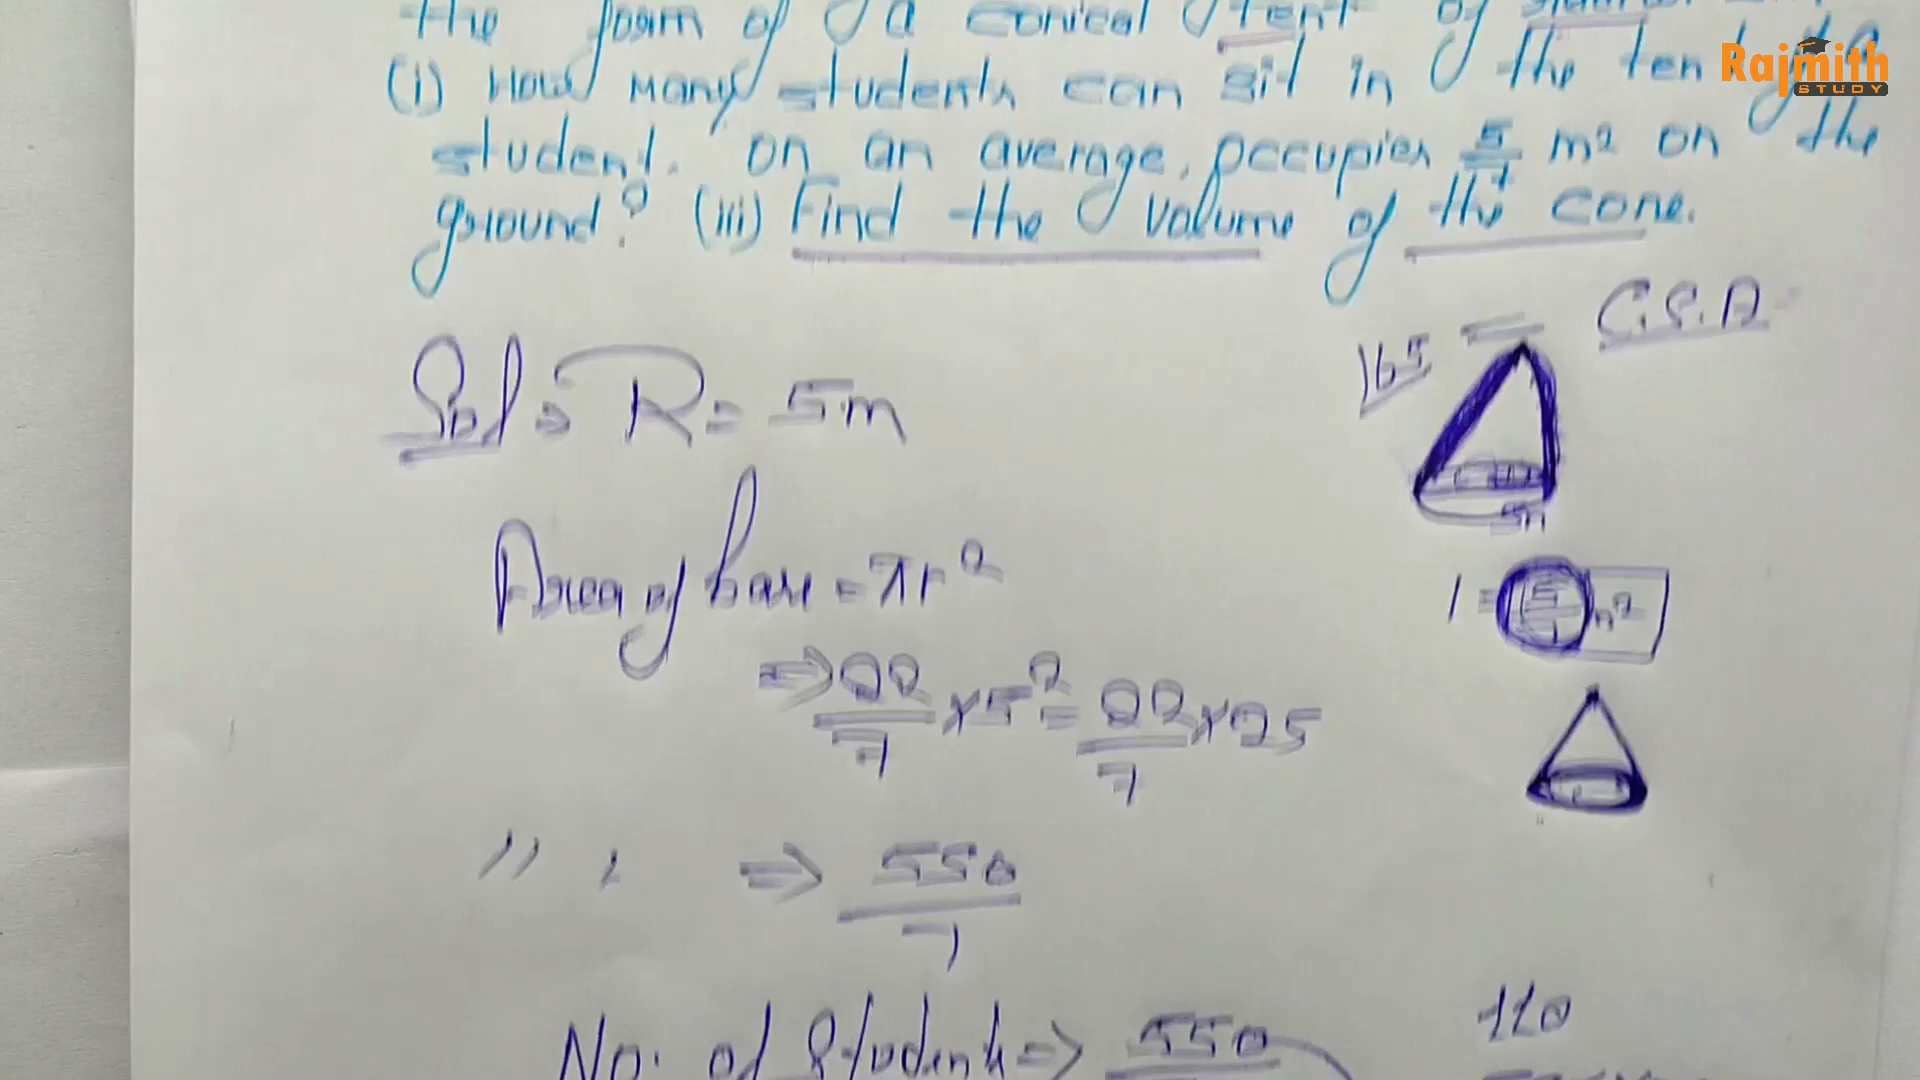 the form of a conical tent of
(i) How many students can sit in the tent if a
student. on an average, occupies 5/7 m² on the
ground? (iii) Find the volume of the cone.
Rajmith
STUDY
C.S.A
165
Sol ⇒ R = 5m
5m
Area of base = πr²
1 = 5/7 m²
⇒ 22/7 × 5² = 22/7 × 25
" "
⇒ 550/7
No. of Students ⇒ 550
110